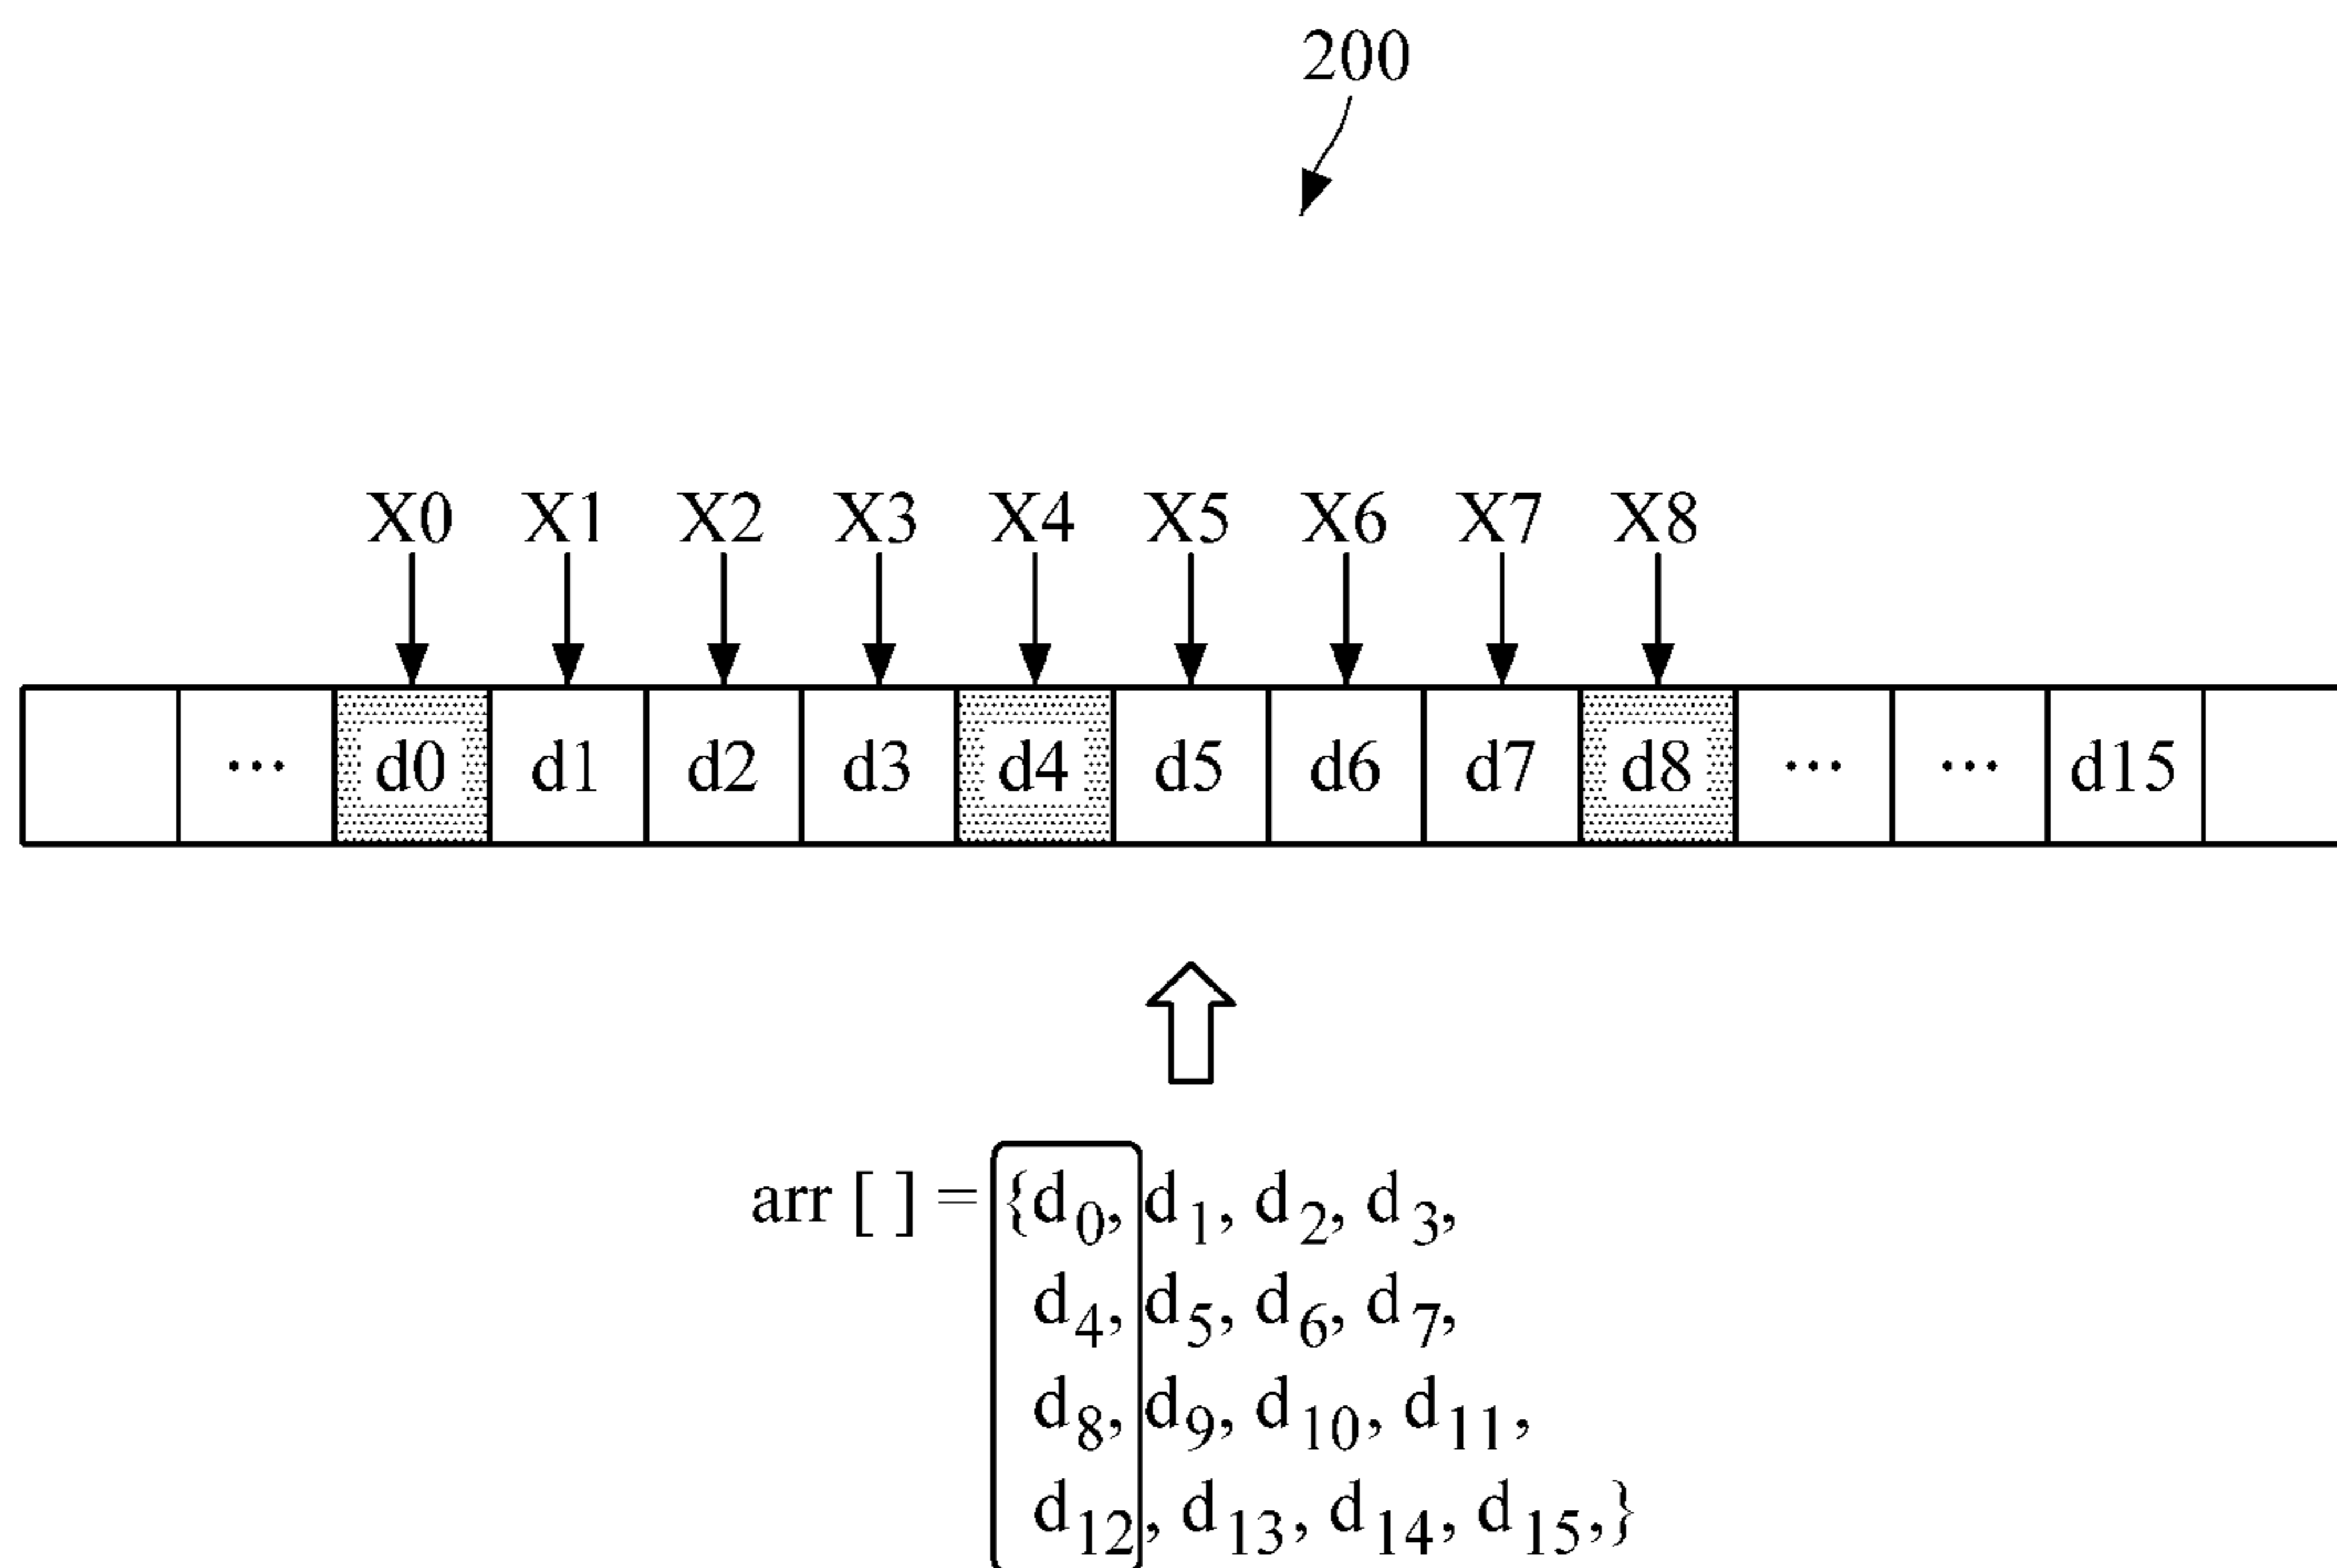 200
X0 X1 X2 X3 X4 X5 X6 X7 X8
... d0 d1 d2 d3 d4 d5 d6 d7 d8 ... ... d15
arr [ ] = {d0, d1, d2, d3,
d4, d5, d6, d7,
d8, d9, d10, d11,
d12, d13, d14, d15,}